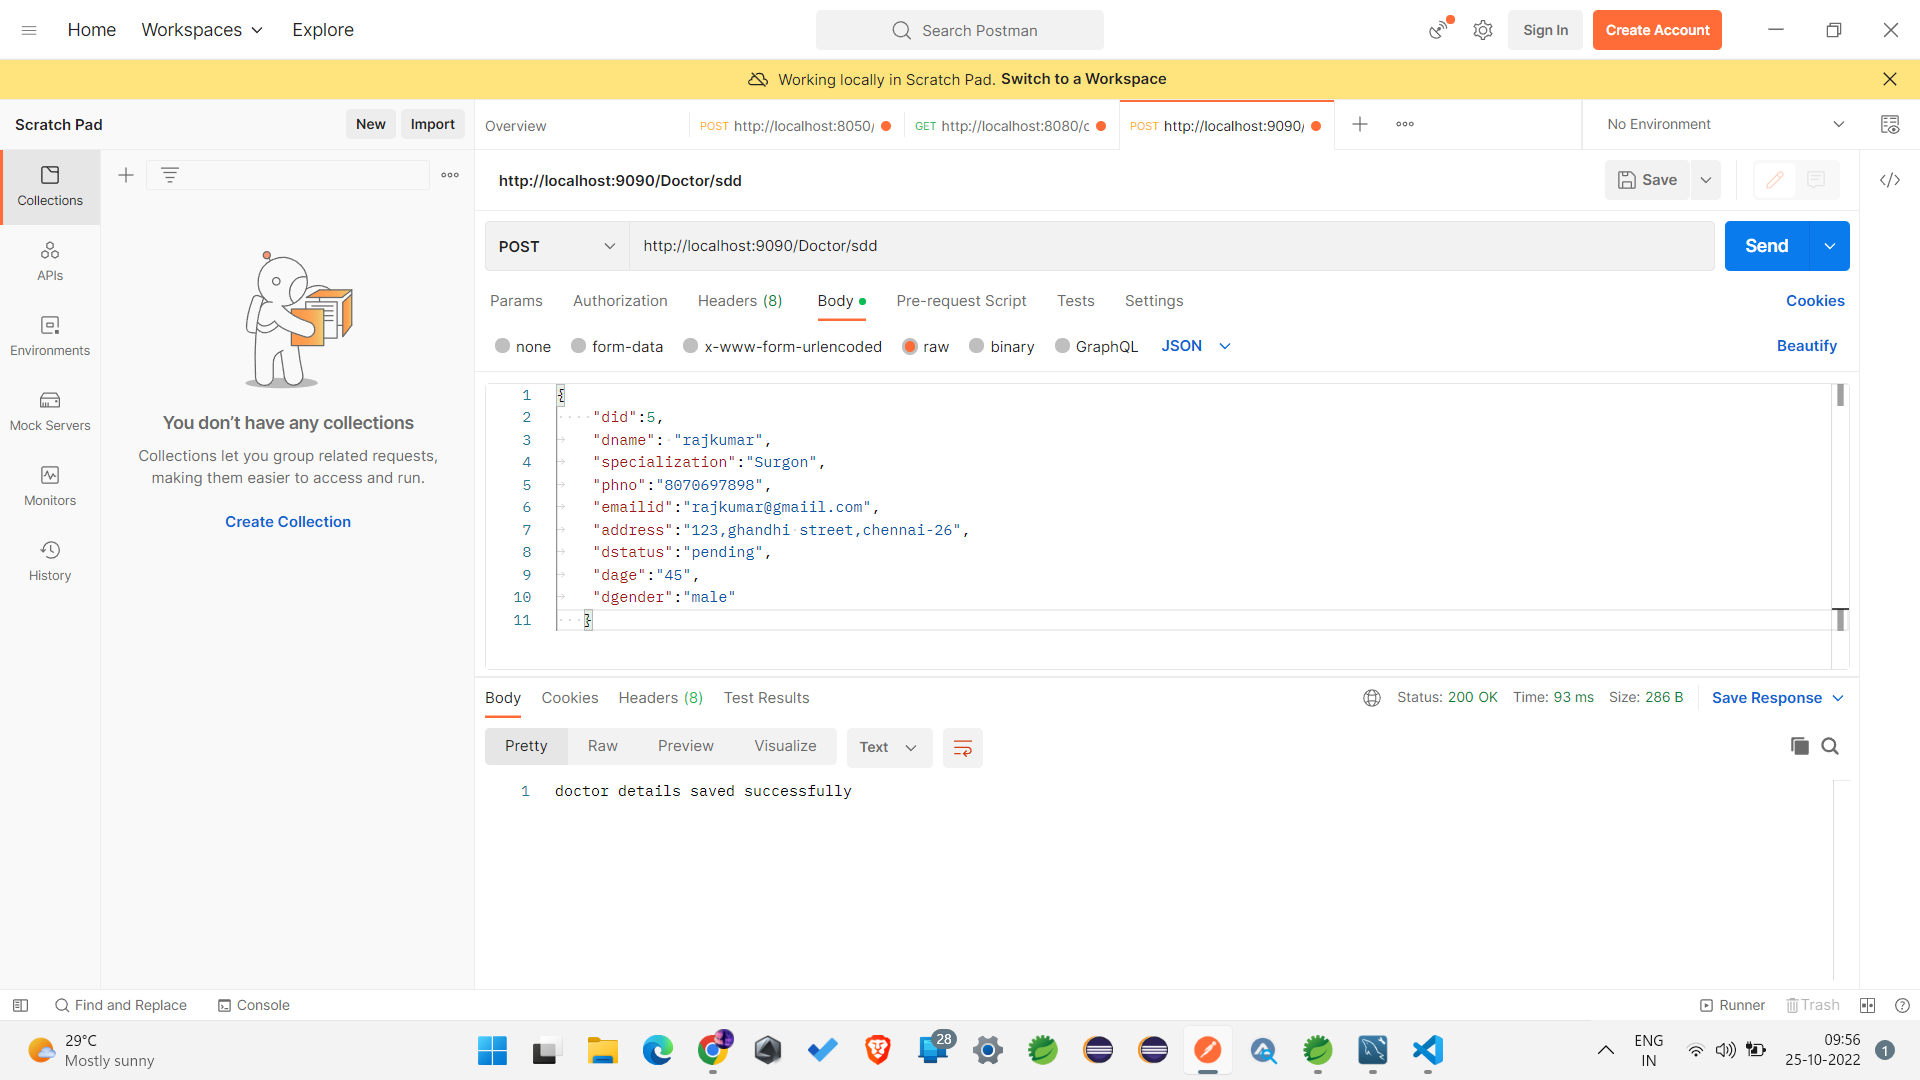 Home
Workspaces
Explore
Search Postman
Sign In
Create Account
Working locally in Scratch Pad. Switch to a Workspace
Scratch Pad
New
Import
Overview
POST http://localhost:8050/
GET http://localhost:8080/c
POST http://localhost:9090/
No Environment
Collections
APIs
Environments
Mock Servers
Monitors
History
You don’t have any collections
Collections let you group related requests,
making them easier to access and run.
Create Collection
http://localhost:9090/Doctor/sdd
Save
POST
http://localhost:9090/Doctor/sdd
Send
Params
Authorization
Headers (8)
Body
Pre-request Script
Tests
Settings
Cookies
none
form-data
x-www-form-urlencoded
raw
binary
GraphQL
JSON
Beautify
1 {
2 "did":5,
3 "dname": "rajkumar",
4 "specialization":"Surgon",
5 "phno":"8070697898",
6 "emailid":"rajkumar@gmaiil.com",
7 "address":"123,ghandhi street,chennai-26",
8 "dstatus":"pending",
9 "dage":"45",
10 "dgender":"male"
11 }
Body
Cookies
Headers (8)
Test Results
Status: 200 OK
Time: 93 ms
Size: 286 B
Save Response
Pretty
Raw
Preview
Visualize
Text
1 doctor details saved successfully
Find and Replace
Console
Runner
Trash
29°C
Mostly sunny
28
ENG
IN
09:56
25-10-2022
1